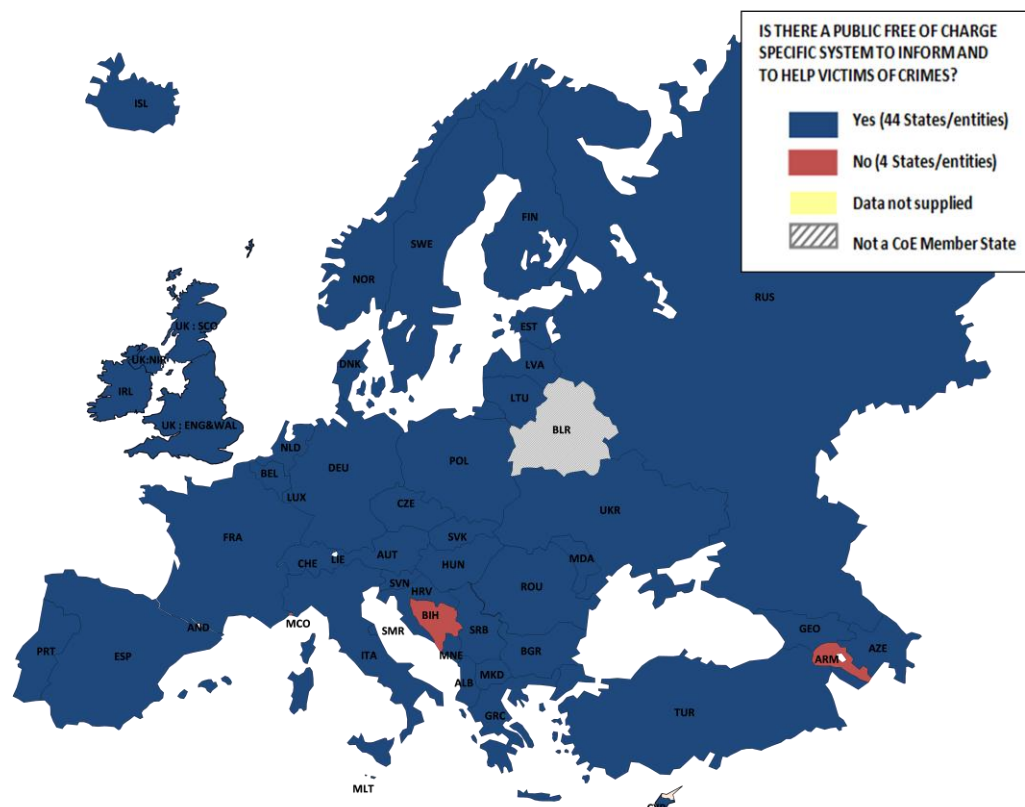 IS THERE A PUBLIC FREE OF CHARGE
SPECIFIC SYSTEM TO INFORM AND
TO HELP VICTIMS OF CRIMES?
Yes (44 States/entities)
No (4 States/entities)
Data not supplied
Not a CoE Member State
ISL
FIN
SWE
NOR
RUS
UK : SCO
EST
UK:NIR
DNK
LVA
IRL
LTU
UK : ENG&WAL
BLR
NLD
POL
BEL
DEU
LUX
CZE
UKR
FRA
SVK
AUT
MDA
CHE
LIE
HUN
ROU
SVN
HRV
BIH
MCO
AND
SMR
SRB
GEO
PRT
ESP
ITA
MNE
BGR
AZE
ARM
MKD
ALB
GRC
TUR
MLT